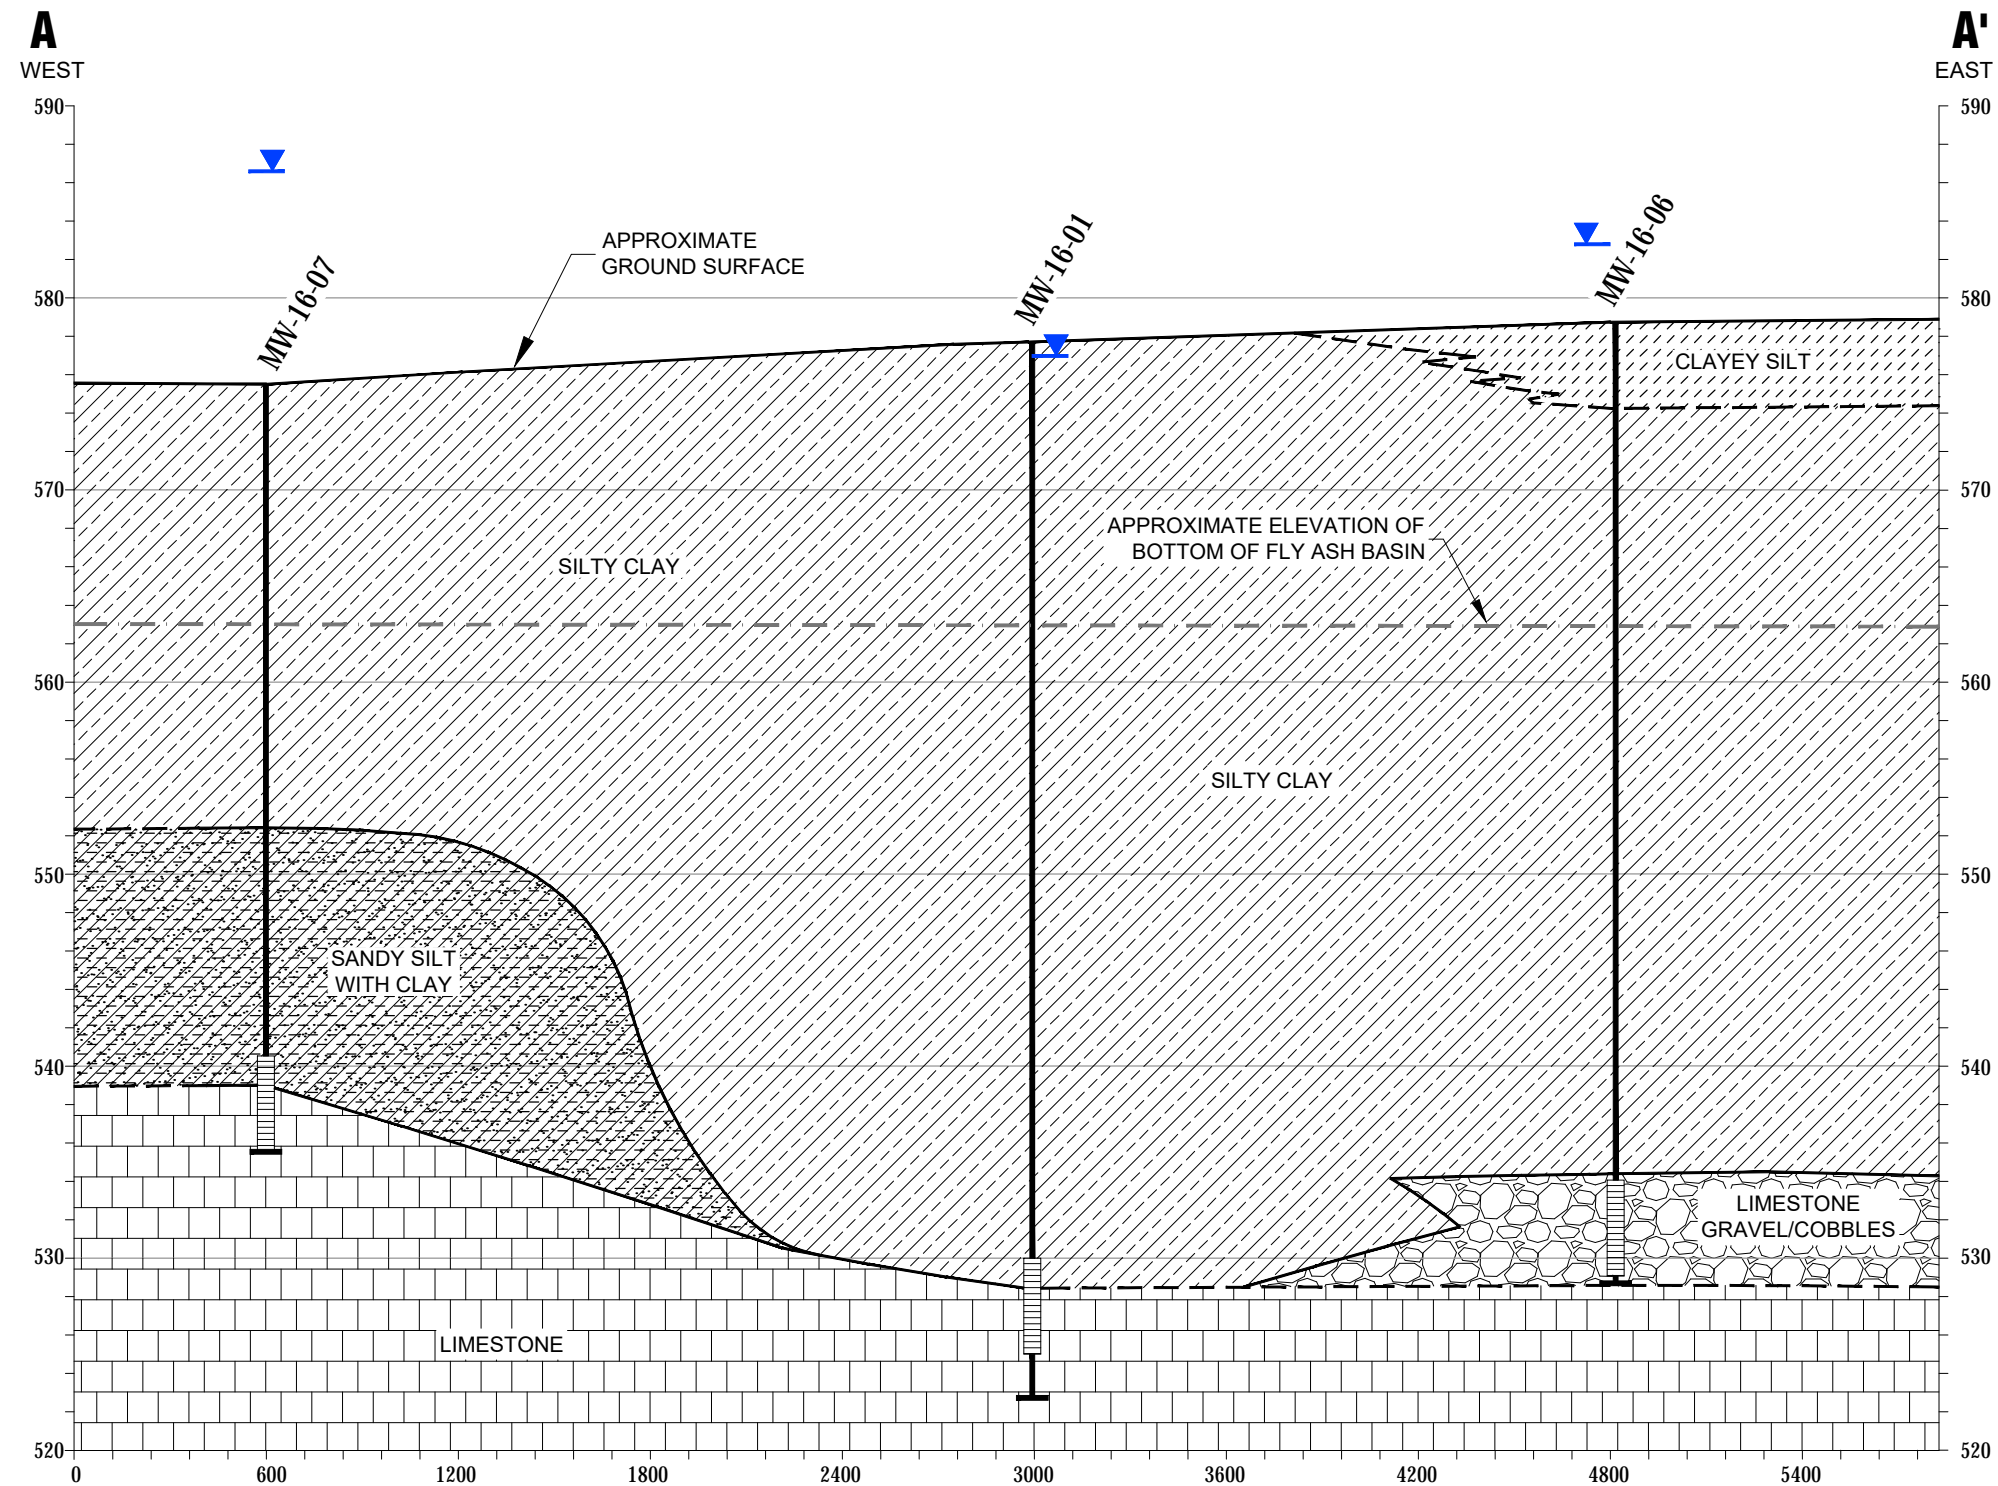 A
WEST
A'
EAST
590
590
MW-16-07
APPROXIMATE
GROUND SURFACE
MW-16-01
MW-16-06
580
580
CLAYEY SILT
570
570
APPROXIMATE ELEVATION OF
BOTTOM OF FLY ASH BASIN
SILTY CLAY
560
560
SILTY CLAY
550
550
SANDY SILT
WITH CLAY
540
540
LIMESTONE
GRAVEL/COBBLES
530
530
LIMESTONE
520
520
0 600 1200 1800 2400 3000 3600 4200 4800 5400